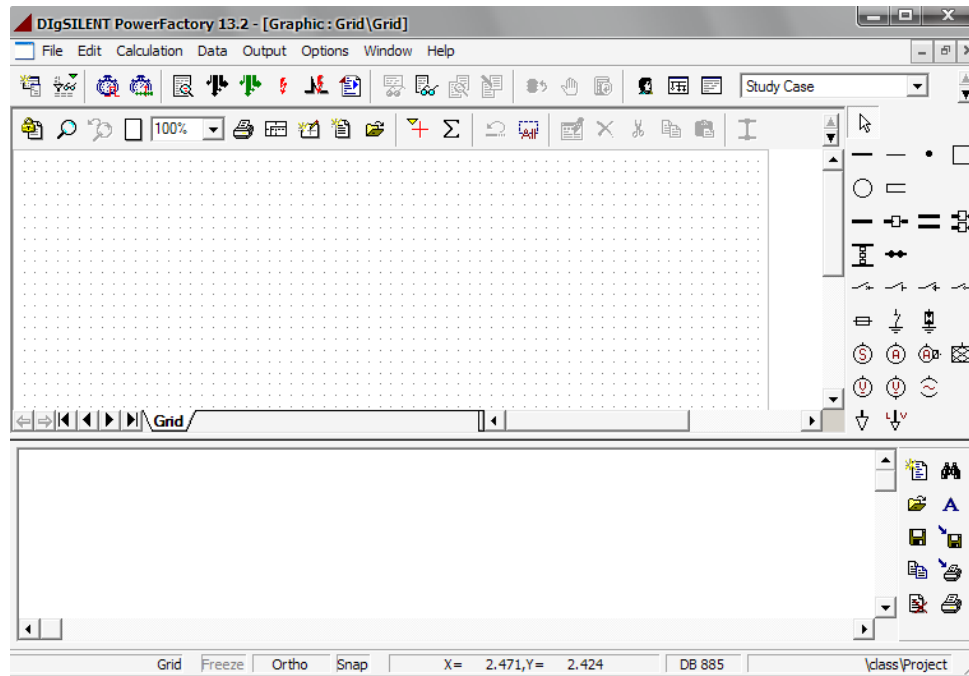 DIgSILENT PowerFactory 13.2 - [Graphic : Grid\Grid]
File Edit Calculation Data Output Options Window Help
Study Case
100%
Grid
Grid Freeze Ortho Snap X= 2.471,Y= 2.424 DB 885 \class\Project